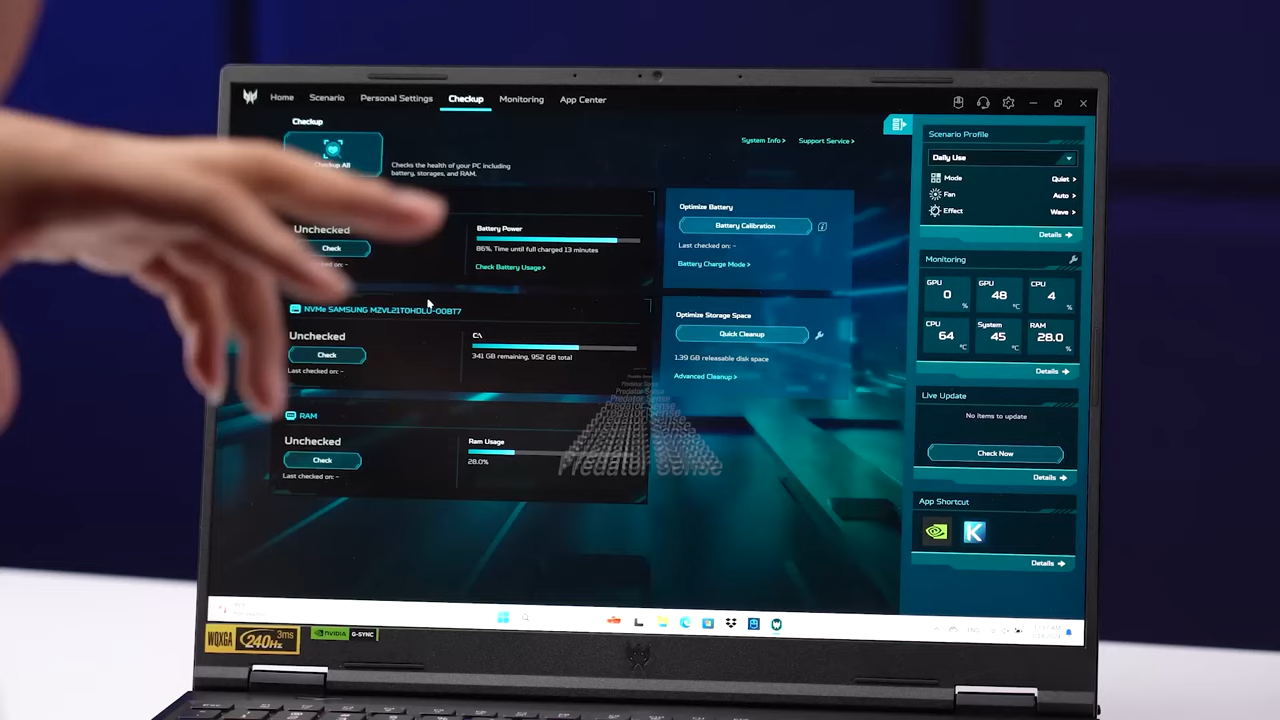 Home Scenario Personal Settings Checkup Monitoring App Center
Checkup
Checkup All
Checks the health of your PC including
battery, storages, and RAM.
System Info > Support Service >
Unchecked
Check
Battery Power
86%. Time until full charged 13 minutes
Check Battery Usage >
Optimize Battery
Battery Calibration
Last checked on: -
Battery Charge Mode >
NVMe SAMSUNG MZVL21T0HDLU-00BT7
Unchecked
Check
Last checked on: -
C:\
341 GB remaining, 952 GB total
Optimize Storage Space
Quick Cleanup
1.39 GB releasable disk space
Advanced Cleanup >
RAM
Unchecked
Check
Last checked on: -
Ram Usage
28.0%
Predator Sense
Scenario Profile
Daily Use
Mode Quiet >
Fan Auto >
Effect Wave >
Details
Monitoring
GPU 0 %
GPU 48 °C
CPU 4 %
CPU 64 °C
System 45 °C
RAM 28.0 %
Details
Live Update
No items to update
Check Now
Details
App Shortcut
K
Details
ENG
WQXGA 240Hz 3ms
NVIDIA G-SYNC